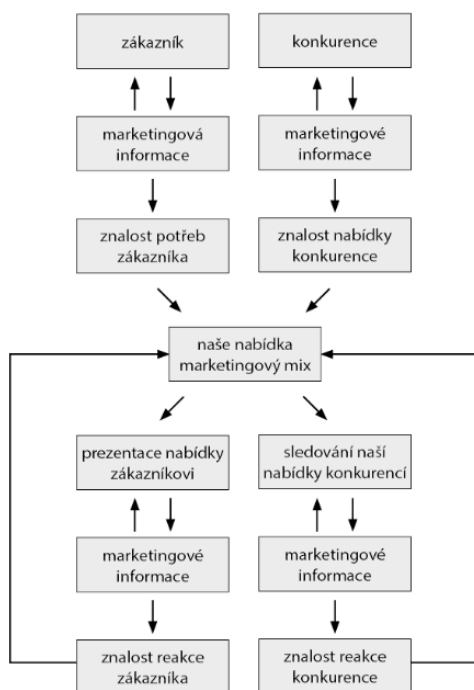 zákazník
konkurence
marketingová
informace
marketingové
informace
znalost potřeb
zákazníka
znalost nabídky
konkurence
naše nabídka
marketingový mix
prezentace nabídky
zákazníkovi
sledování naší
nabídky konkurencí
marketingové
informace
marketingové
informace
znalost reakce
zákazníka
znalost reakce
konkurence